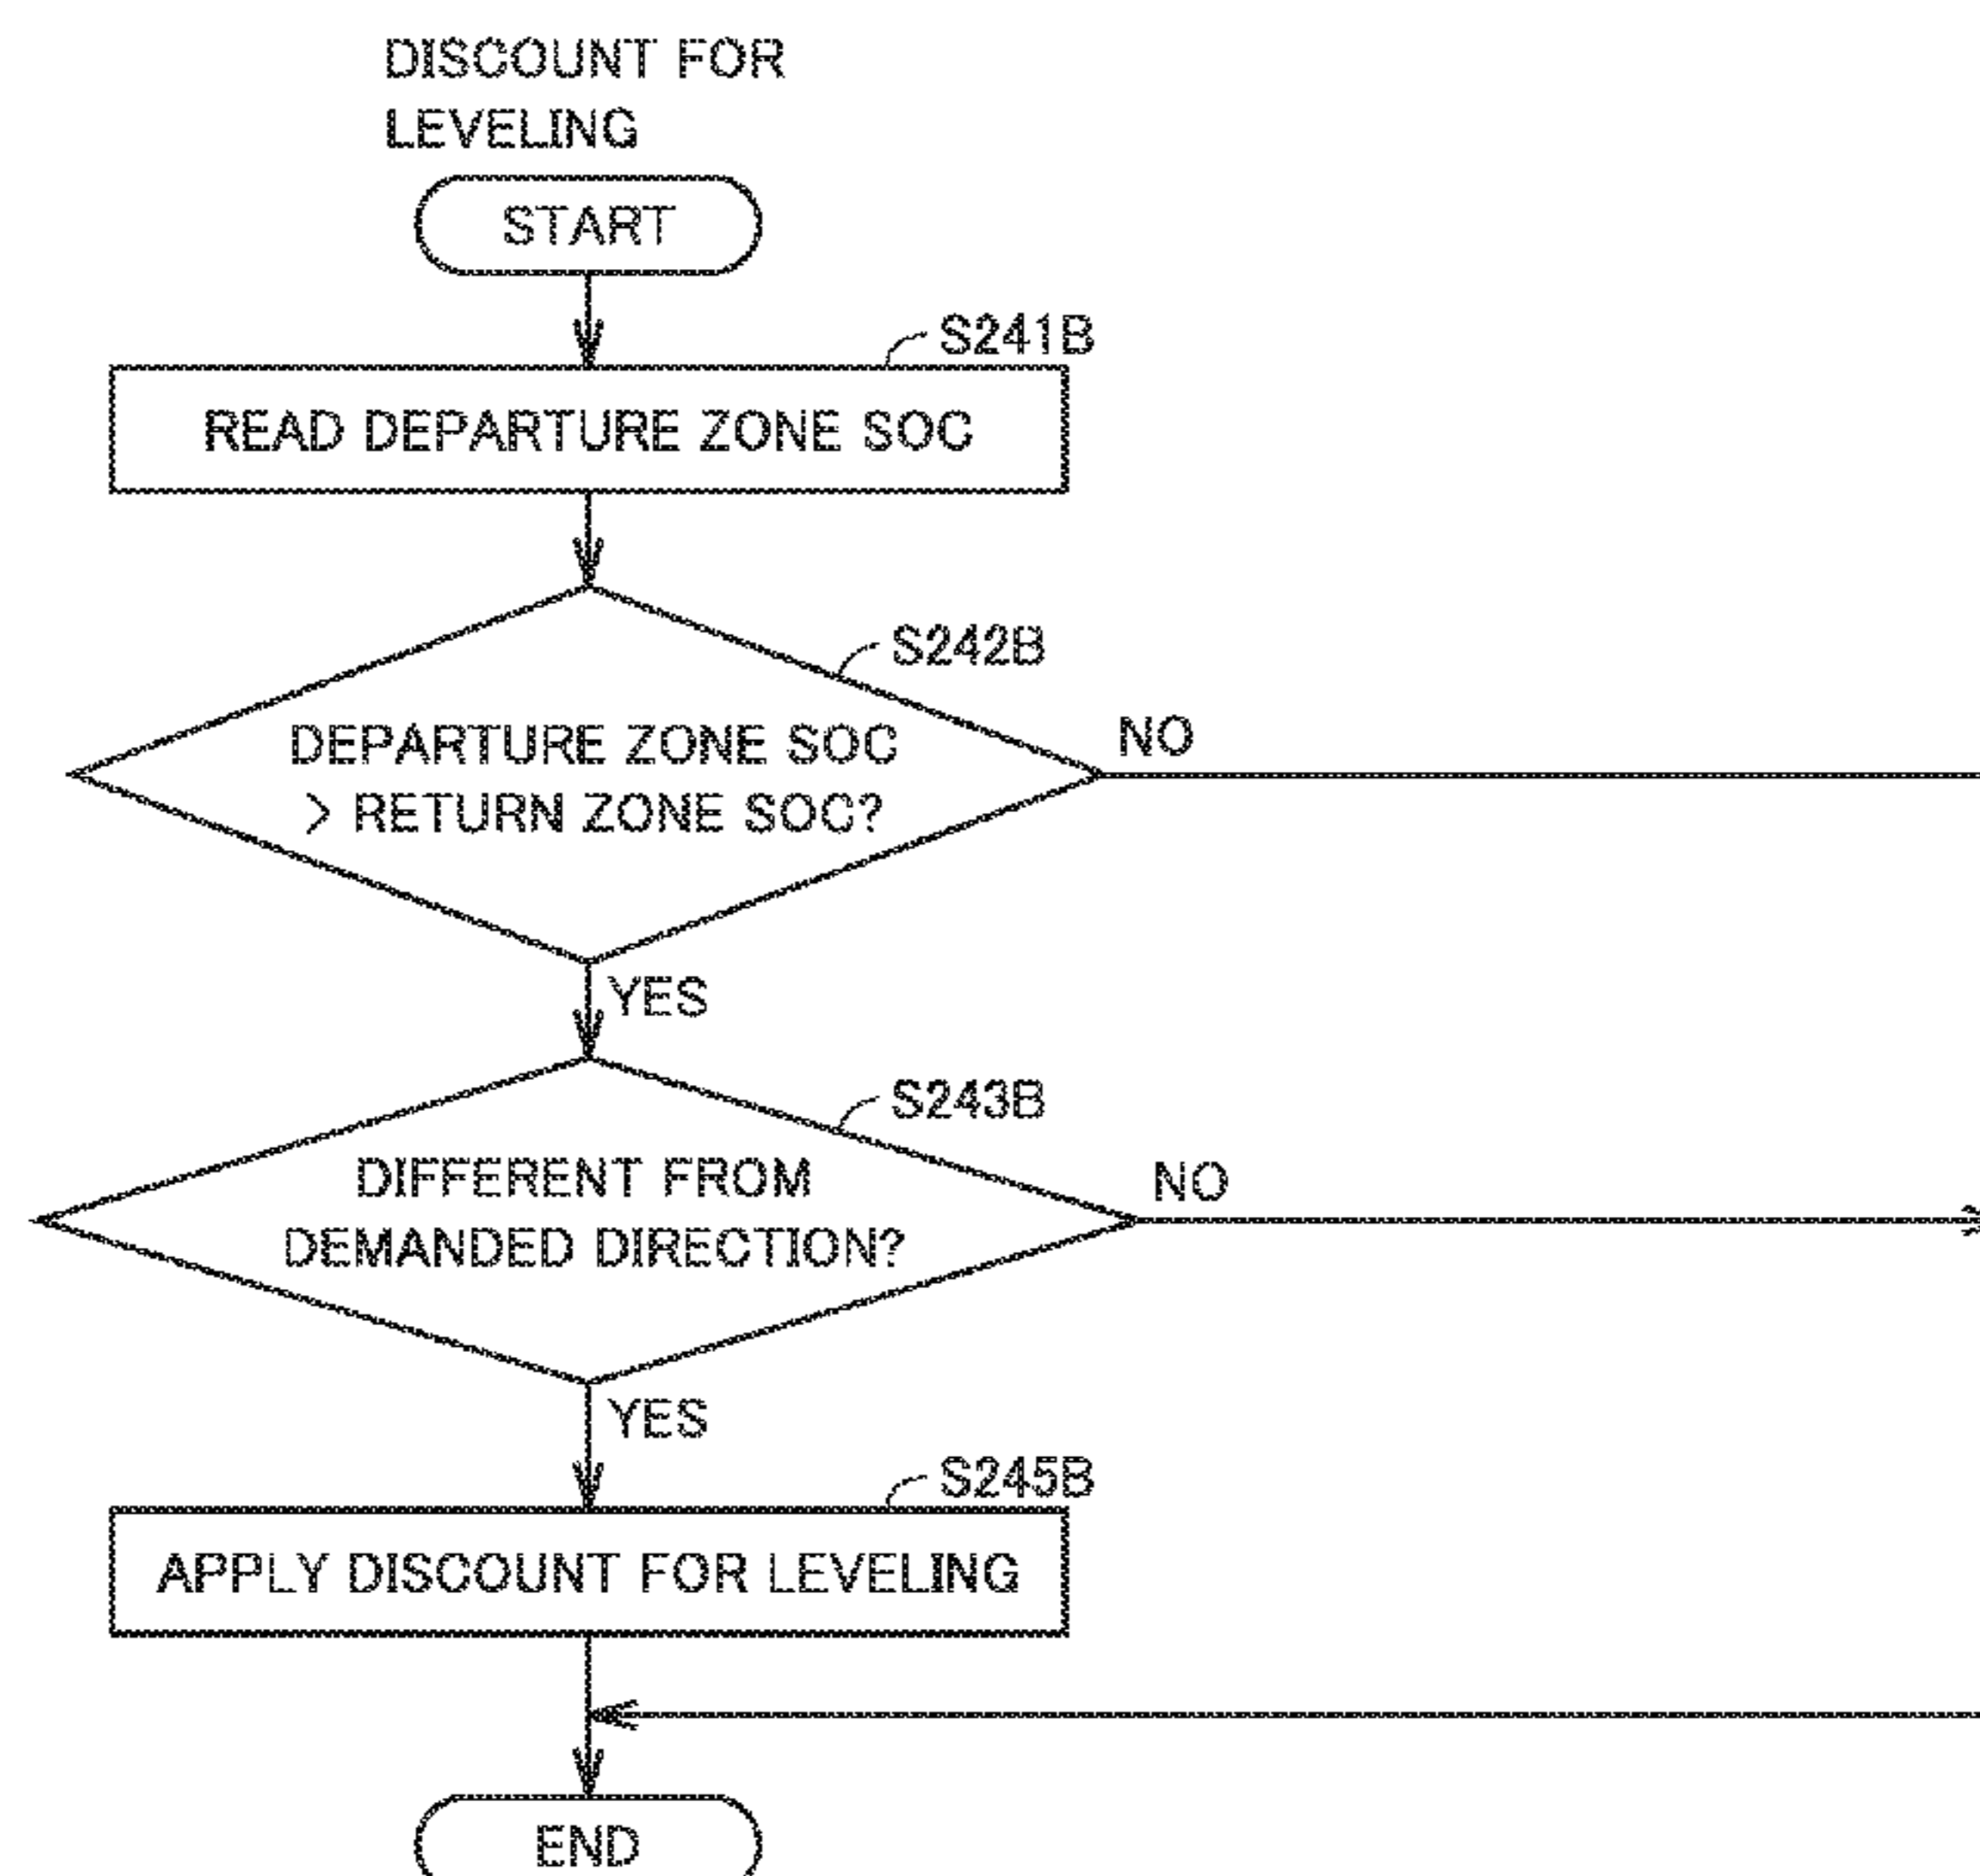 DISCOUNT FOR
LEVELING
START
S241B
READ DEPARTURE ZONE SOC
S242B
DEPARTURE ZONE SOC
> RETURN ZONE SOC?
NO
YES
S243B
DIFFERENT FROM
DEMANDED DIRECTION?
NO
YES
S245B
APPLY DISCOUNT FOR LEVELING
END